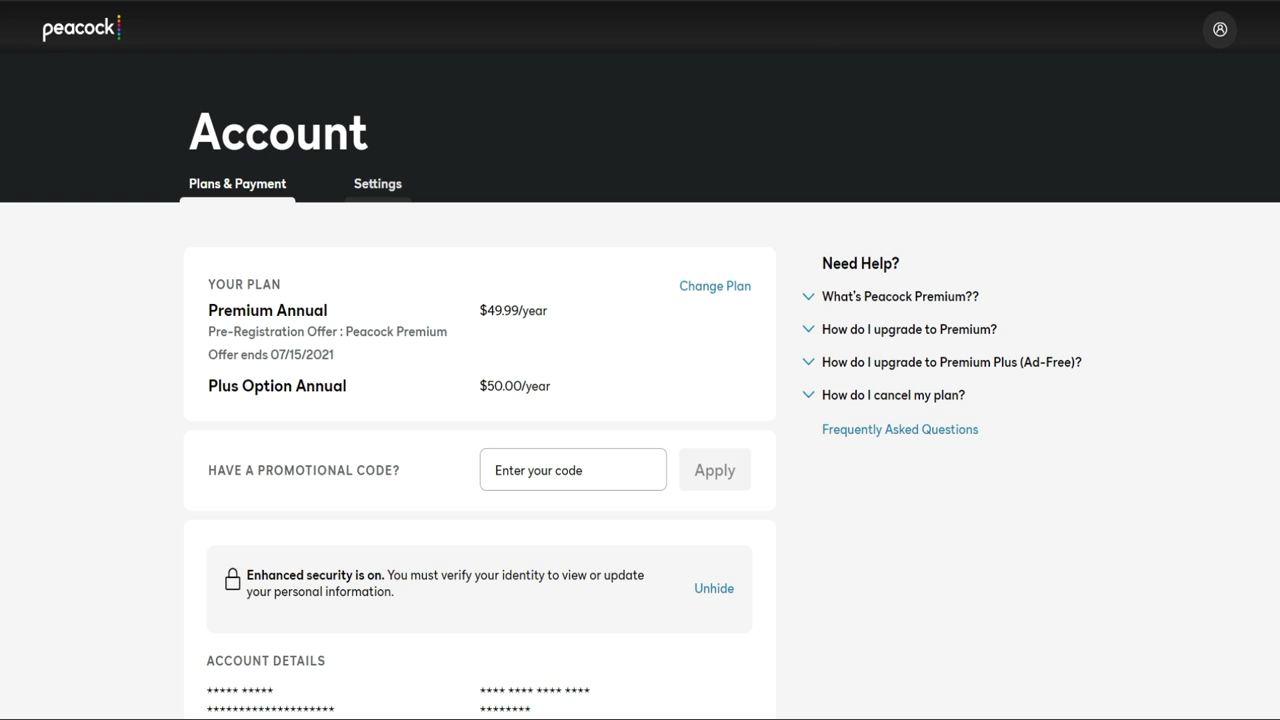 peacock
Account
Plans & Payment
Settings
YOUR PLAN
Change Plan
Premium Annual
$49.99/year
Pre-Registration Offer : Peacock Premium
Offer ends 07/15/2021
Plus Option Annual
$50.00/year
HAVE A PROMOTIONAL CODE?
Enter your code
Apply
Enhanced security is on. You must verify your identity to view or update
your personal information.
Unhide
ACCOUNT DETAILS
***** *****
**** **** **** ****
********************
********
Need Help?
What's Peacock Premium??
How do I upgrade to Premium?
How do I upgrade to Premium Plus (Ad-Free)?
How do I cancel my plan?
Frequently Asked Questions